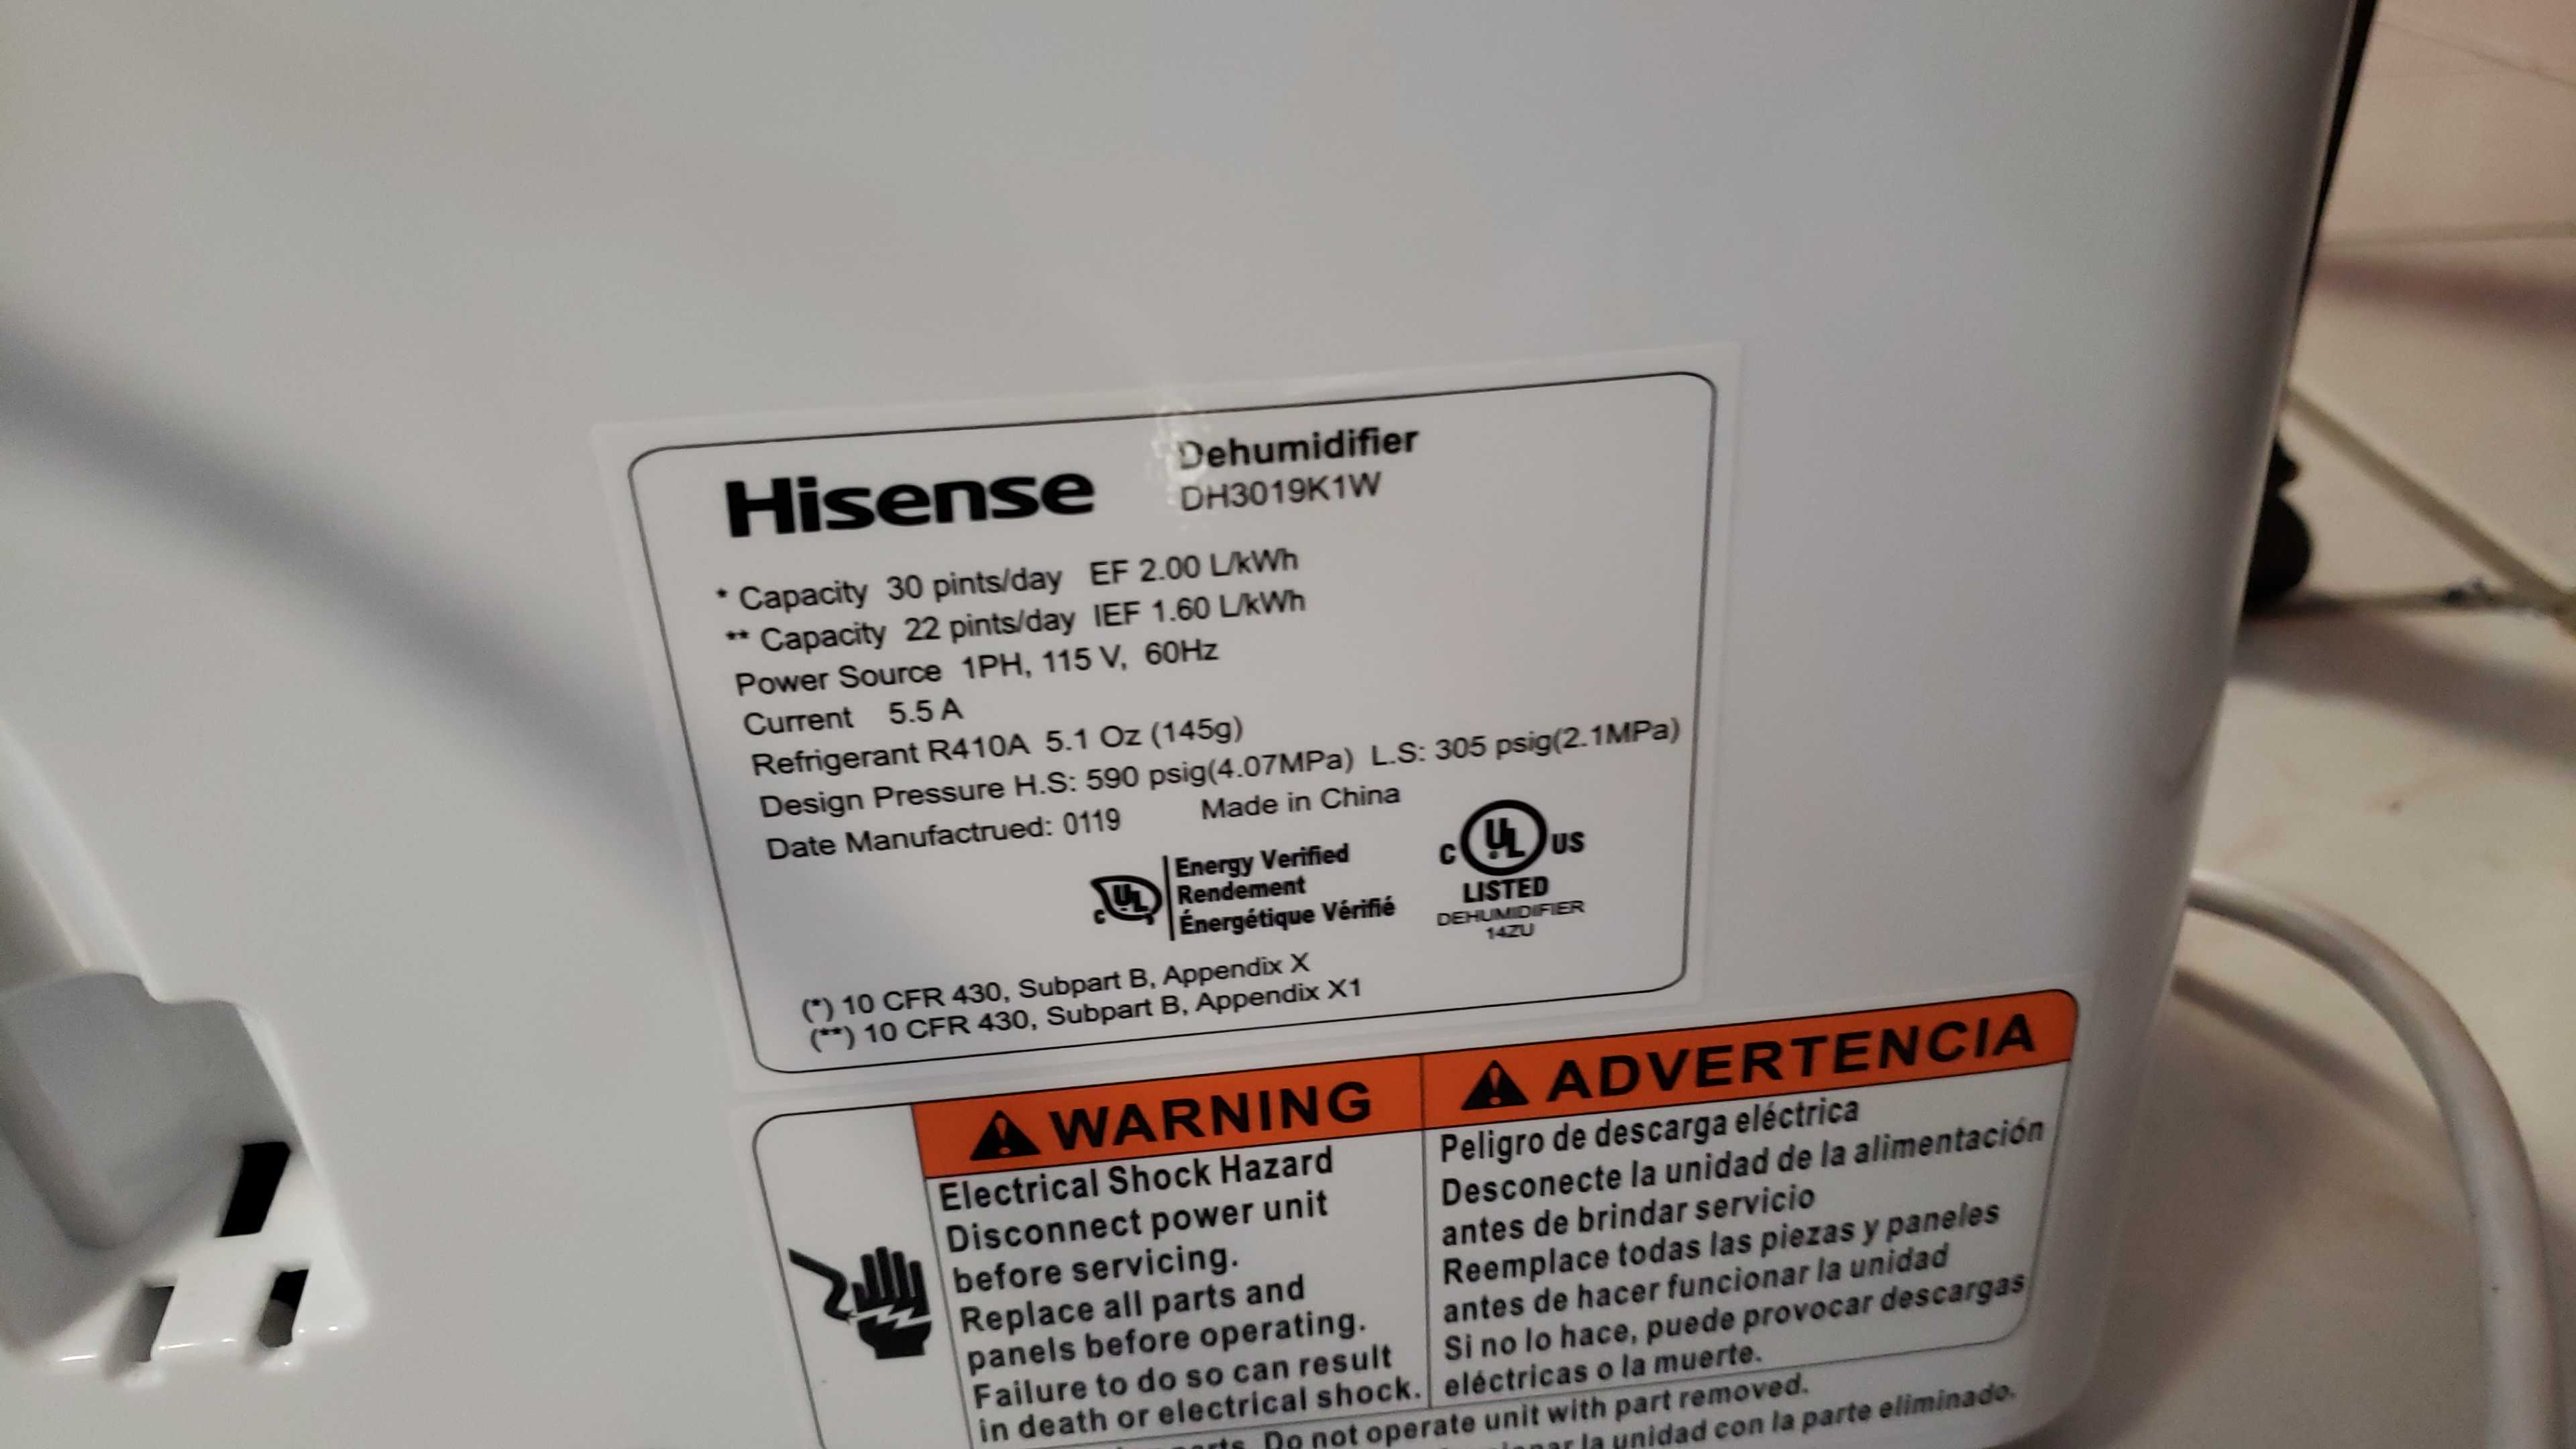 Hisense
Dehumidifier
DH3019K1W
* Capacity 30 pints/day EF 2.00 L/kWh
** Capacity 22 pints/day IEF 1.60 L/kWh
Power Source 1PH, 115 V, 60Hz
Current 5.5 A
Refrigerant R410A 5.1 Oz (145g)
Design Pressure H.S: 590 psig(4.07MPa) L.S: 305 psig(2.1MPa)
Date Manufactrued: 0119 Made in China
C UL
Energy Verified
Rendement
Énergétique Vérifié
C UL US
LISTED
DEHUMIDIFIER
14ZU
(*) 10 CFR 430, Subpart B, Appendix X
(**) 10 CFR 430, Subpart B, Appendix X1
WARNING
Electrical Shock Hazard
Disconnect power unit
before servicing.
Replace all parts and
panels before operating.
Failure to do so can result
in death or electrical shock.
ADVERTENCIA
Peligro de descarga eléctrica
Desconecte la unidad de la alimentación
antes de brindar servicio
Reemplace todas las piezas y paneles
antes de hacer funcionar la unidad
Si no lo hace, puede provocar descargas
eléctricas o la muerte.
Do not operate unit with part removed.
la unidad con la parte eliminado.